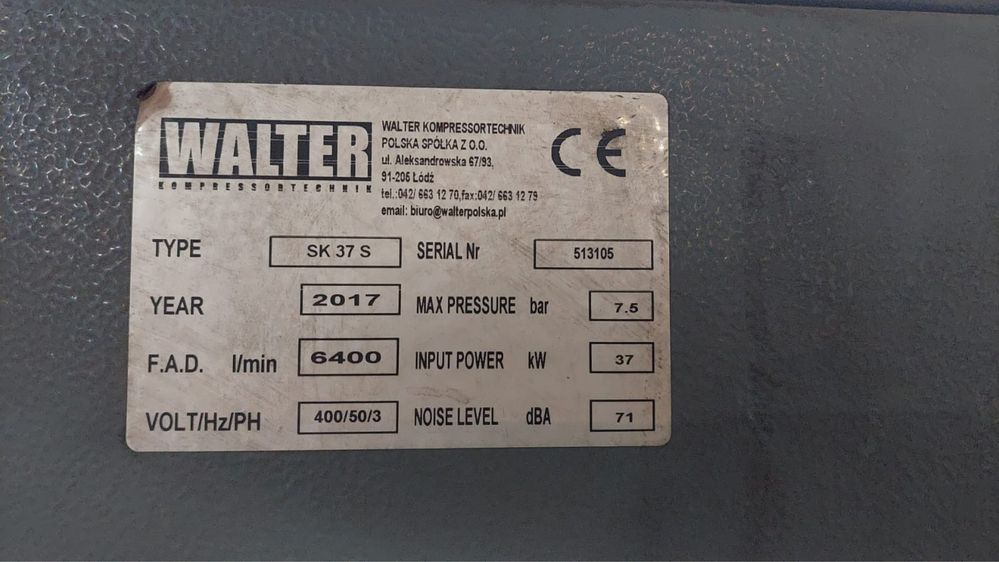 WALTER
KOMPRESSORTECHNIK
WALTER KOMPRESSORTECHNIK
POLSKA SPÓŁKA Z O.O.
ul. Aleksandrowska 67/93,
91-205 Łódź
tel.:042/ 663 12 70,fax:042/ 663 12 79
email: biuro@walterpolska.pl
CE
TYPE SK 37 S SERIAL Nr 513105
YEAR 2017 MAX PRESSURE bar 7.5
F.A.D. l/min 6400 INPUT POWER kW 37
VOLT/Hz/PH 400/50/3 NOISE LEVEL dBA 71